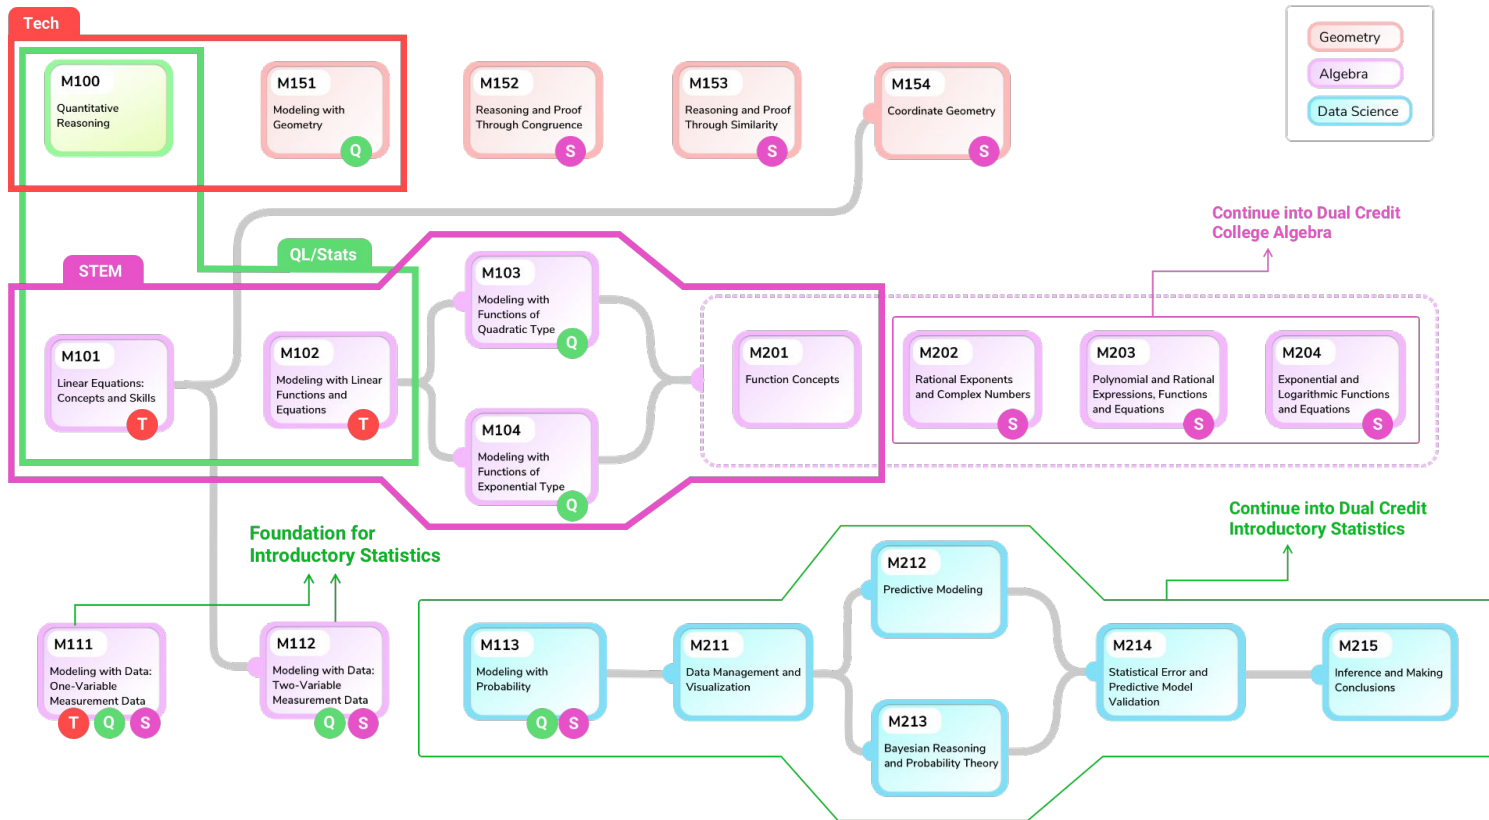 Tech
M100
Quantitative
Reasoning
M151
Modeling with
Geometry
Q
M152
Reasoning and Proof
Through Congruence
S
M153
Reasoning and Proof
Through Similarity
S
M154
Coordinate Geometry
S
Geometry
Algebra
Data Science
Continue into Dual Credit
College Algebra
STEM
QL/Stats
M101
Linear Equations:
Concepts and Skills
T
M102
Modeling with Linear
Functions and
Equations
T
M103
Modeling with
Functions of
Quadratic Type
Q
M104
Modeling with
Functions of
Exponential Type
Q
M201
Function Concepts
M202
Rational Exponents
and Complex Numbers
S
M203
Polynomial and Rational
Expressions, Functions
and Equations
S
M204
Exponential and
Logarithmic Functions
and Equations
S
Foundation for
Introductory Statistics
Continue into Dual Credit
Introductory Statistics
M111
Modeling with Data:
One-Variable
Measurement Data
T Q S
M112
Modeling with Data:
Two-Variable
Measurement Data
Q S
M113
Modeling with
Probability
Q S
M211
Data Management and
Visualization
M212
Predictive Modeling
M213
Bayesian Reasoning
and Probability Theory
M214
Statistical Error and
Predictive Model
Validation
M215
Inference and Making
Conclusions